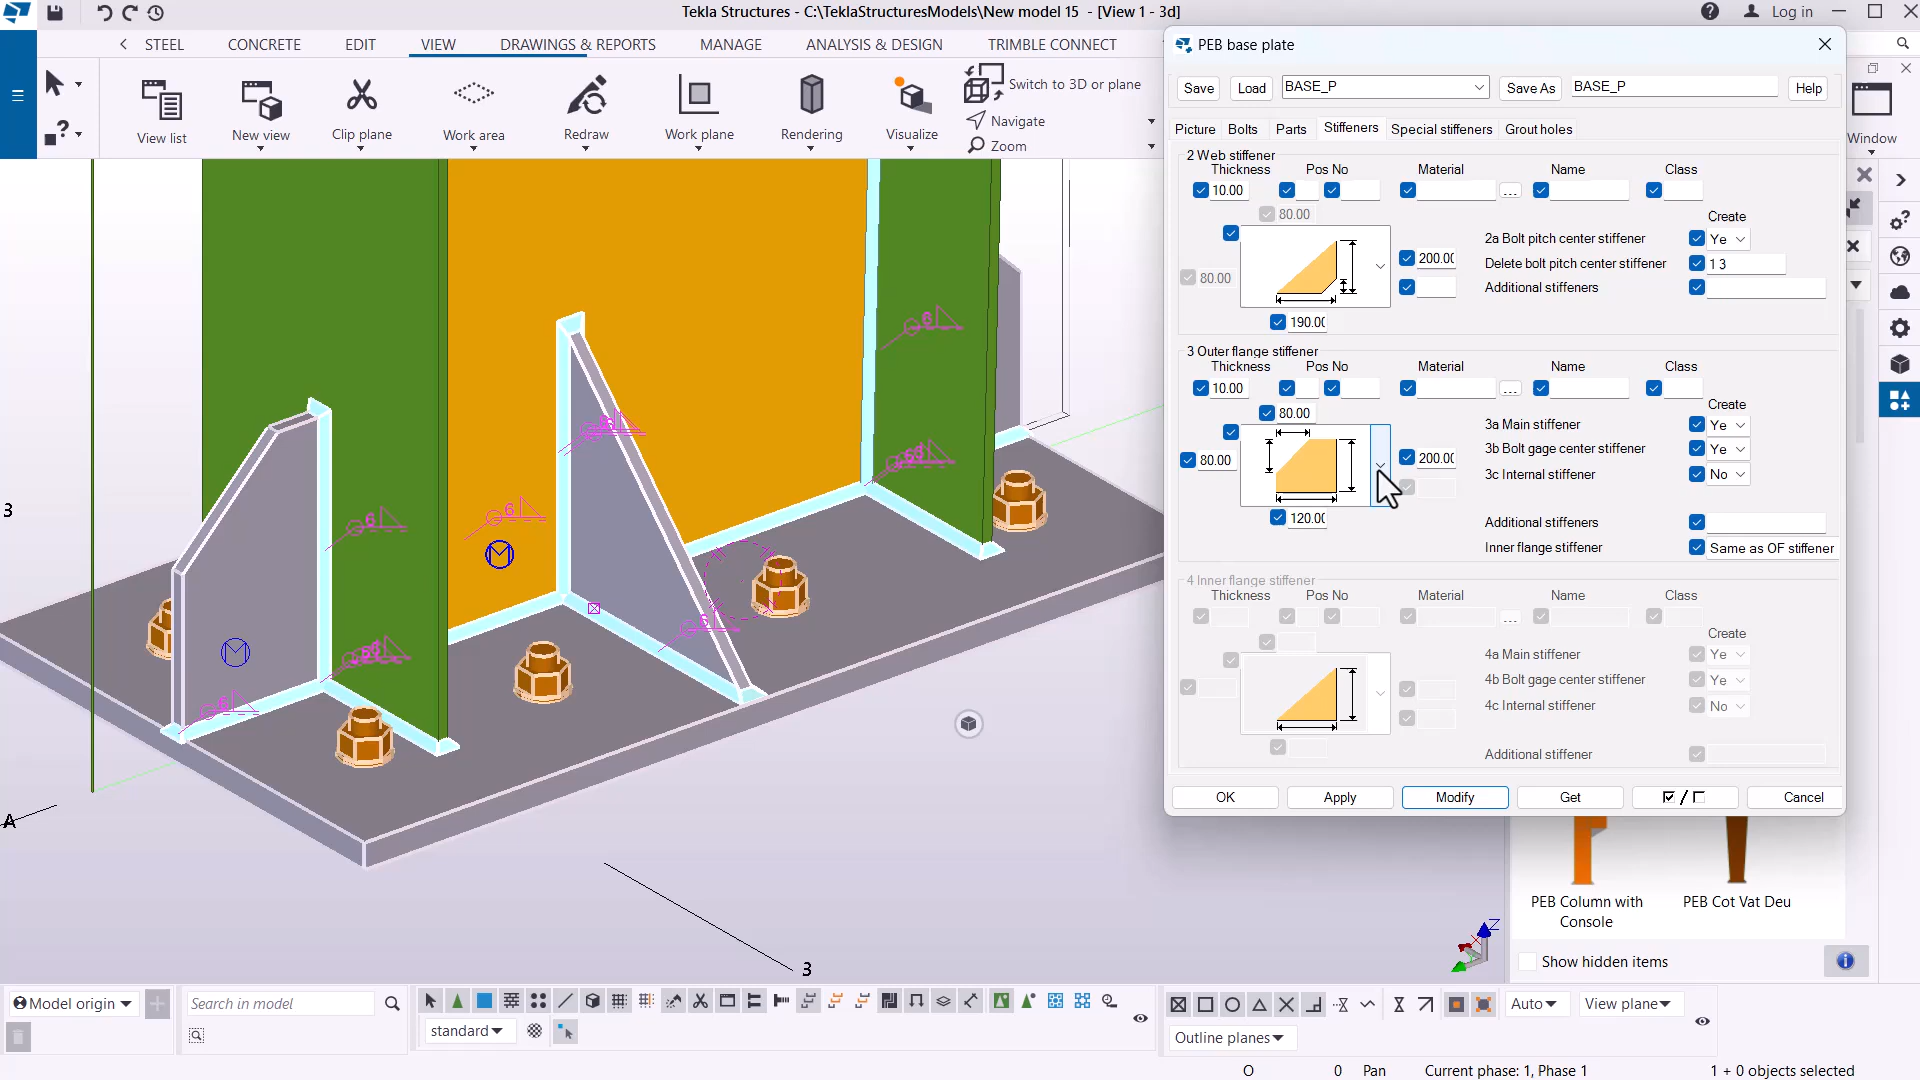 Tekla Structures - C:\TeklaStructuresModels\New model 15 - [View 1 - 3d]
Log in
STEEL
CONCRETE
EDIT
VIEW
DRAWINGS & REPORTS
MANAGE
ANALYSIS & DESIGN
TRIMBLE CONNECT
View list
New view
Clip plane
Work area
Redraw
Work plane
Rendering
Visualize
Switch to 3D or plane
Navigate
Zoom
Window
PEB base plate
Save
Load
BASE_P
Save As
BASE_P
Help
Picture
Bolts
Parts
Stiffeners
Special stiffeners
Grout holes
2 Web stiffener
Thickness
Pos No
Material
Name
Class
10.00
...
80.00
Create
2a Bolt pitch center stiffener
Ye
200.00
Delete bolt pitch center stiffener
1 3
80.00
Additional stiffeners
190.00
3 Outer flange stiffener
Thickness
Pos No
Material
Name
Class
10.00
...
80.00
Create
3a Main stiffener
Ye
3b Bolt gage center stiffener
Ye
80.00
200.00
3c Internal stiffener
No
120.00
Additional stiffeners
Inner flange stiffener
Same as OF stiffener
4 Inner flange stiffener
Thickness
Pos No
Material
Name
Class
...
Create
4a Main stiffener
Ye
4b Bolt gage center stiffener
Ye
4c Internal stiffener
No
Additional stiffener
OK
Apply
Modify
Get
/
Cancel
PEB Column with
Console
PEB Cot Vat Deu
Show hidden items
3
A
3
6
6
6
6
Z
Model origin
Search in model
standard
Auto
View plane
Outline planes
O
0
Pan
Current phase: 1, Phase 1
1 + 0 objects selected